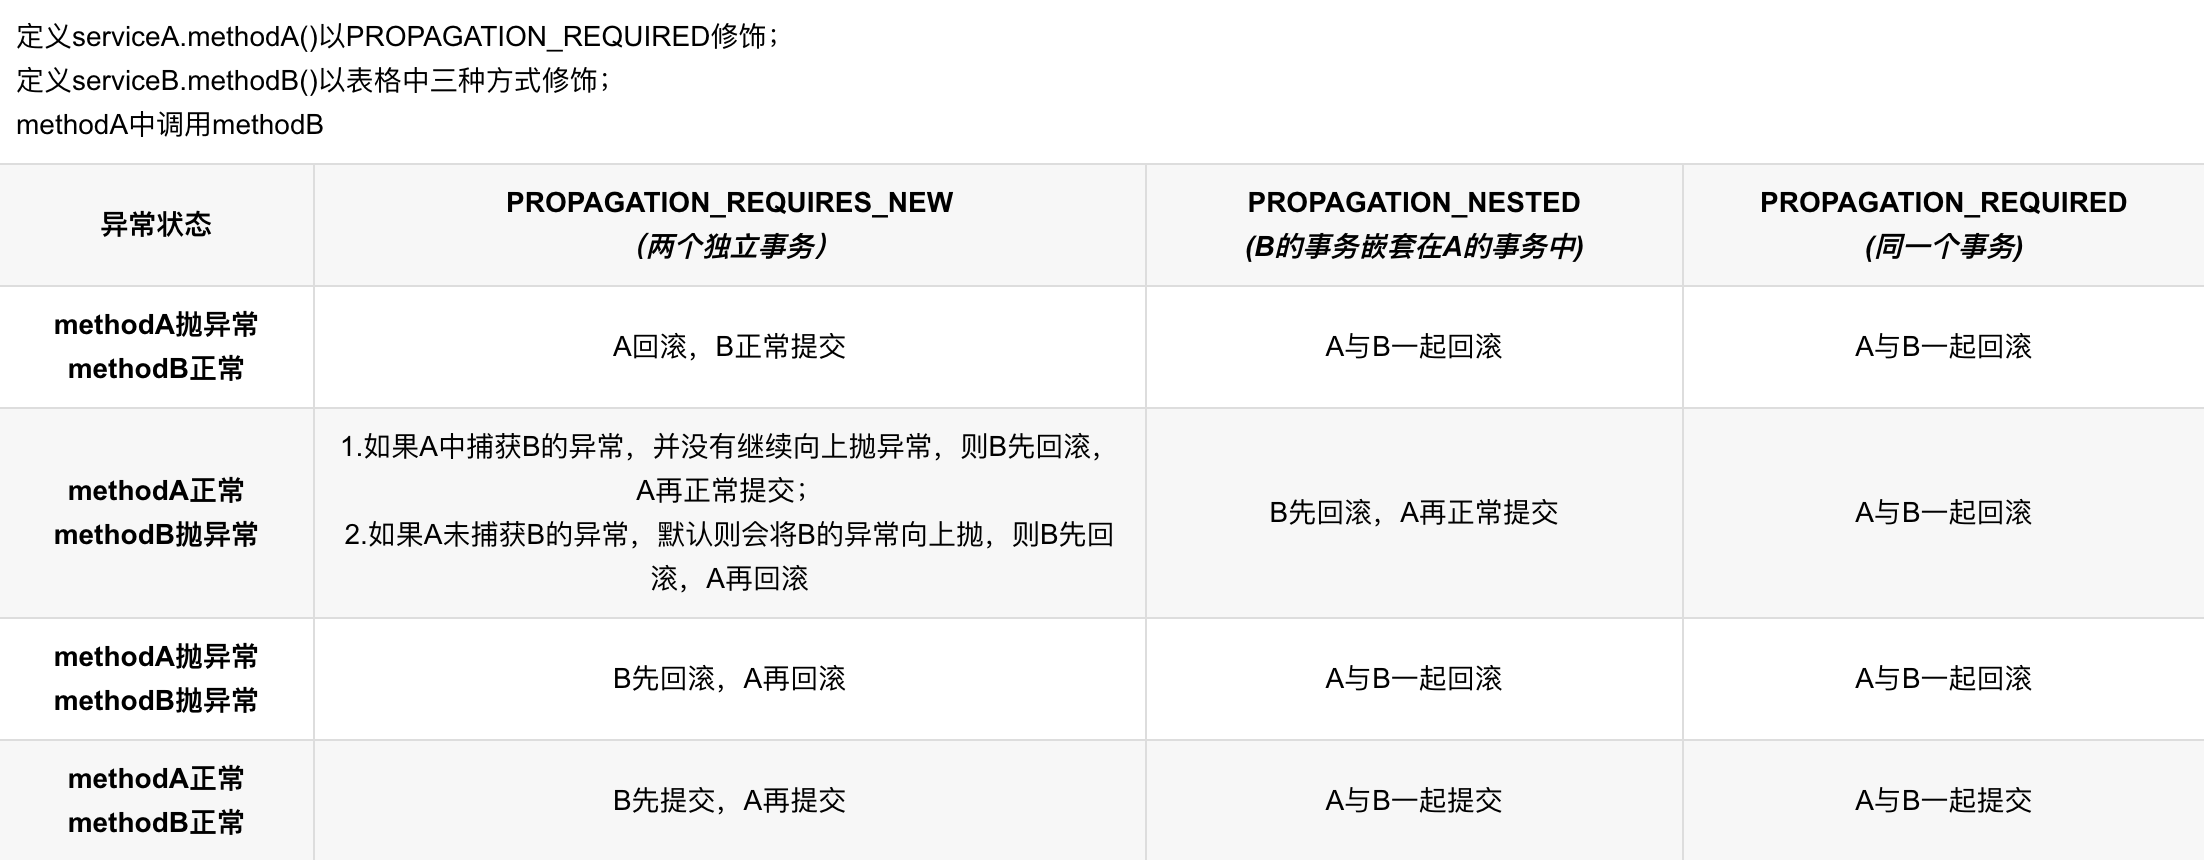 定义serviceA.methodA()以PROPAGATION_REQUIRED修饰；
定义serviceB.methodB()以表格中三种方式修饰；
methodA中调用methodB
异常状态
PROPAGATION_REQUIRES_NEW
（两个独立事务）
PROPAGATION_NESTED
(B的事务嵌套在A的事务中)
PROPAGATION_REQUIRED
(同一个事务)
methodA抛异常
methodB正常
A回滚，B正常提交
A与B一起回滚
A与B一起回滚
methodA正常
methodB抛异常
1.如果A中捕获B的异常，并没有继续向上抛异常，则B先回滚，
A再正常提交；
2.如果A未捕获B的异常，默认则会将B的异常向上抛，则B先回
滚，A再回滚
B先回滚，A再正常提交
A与B一起回滚
methodA抛异常
methodB抛异常
B先回滚，A再回滚
A与B一起回滚
A与B一起回滚
methodA正常
methodB正常
B先提交，A再提交
A与B一起提交
A与B一起提交